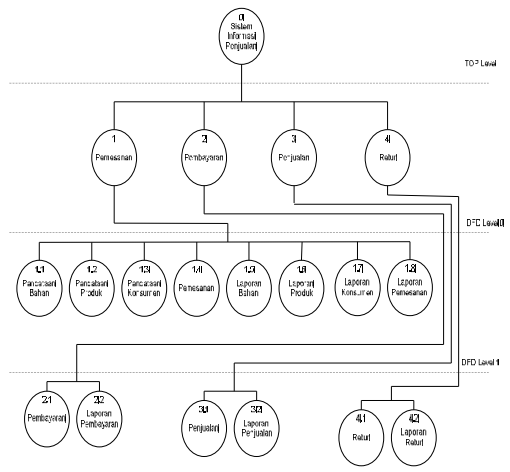 0
Sistem
Informasi
Penjualan
TOP Level
1
Pemesanan
2
Pembayaran
3
Penjualan
4
Retur
DFD Level 0
1.1
Pancataan
Bahan
1.2
Pancataan
Produk
1.3
Pancataan
Konsumen
1.4
Pemesanan
1.5
Laporan
Bahan
1.6
Laporan
Produk
1.7
Laporan
Konsumen
1.8
Laporan
Pemesanan
DFD Level 1
2.1
Pembayaran
2.2
Laporan
Pembayaran
3.1
Penjualan
3.2
Laporan
Penjualan
4.1
Retur
4.2
Laporan
Retur